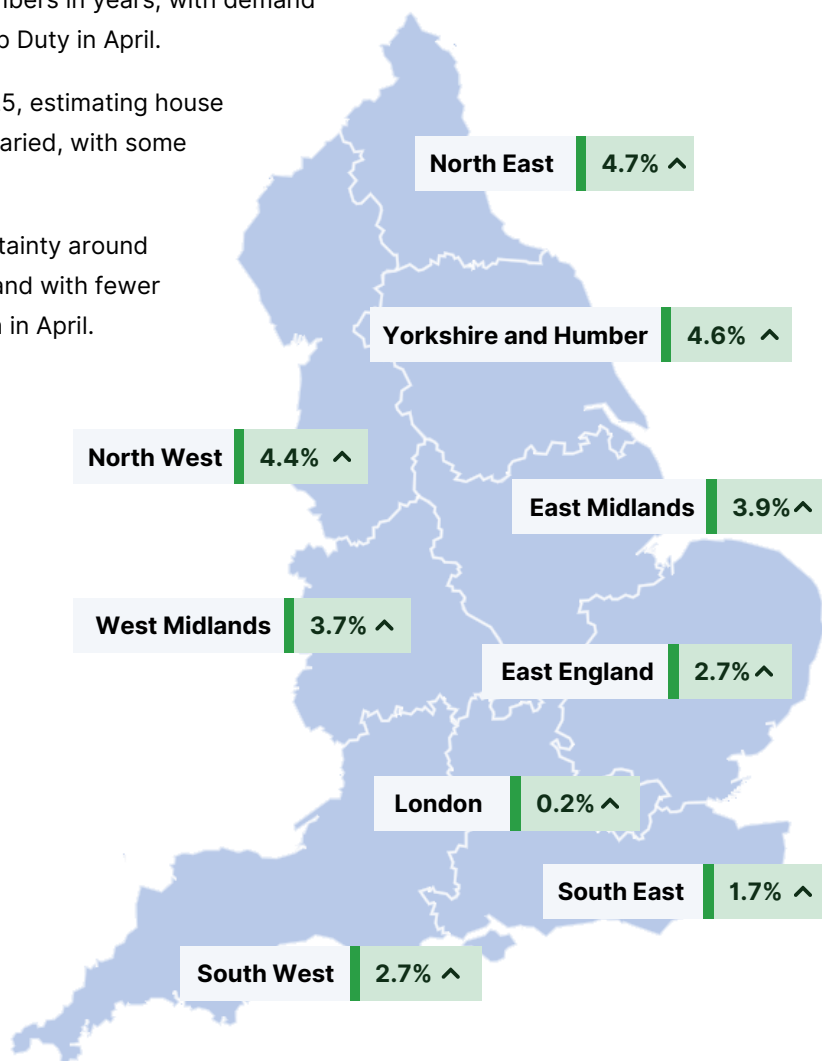 with demand
Duty in April.
5, estimating house
with some
around
and with fewer
in April.
North East 4.7%
Yorkshire and Humber 4.6%
North West 4.4%
East Midlands 3.9%
West Midlands 3.7%
East England 2.7%
London 0.2%
South East 1.7%
South West 2.7%